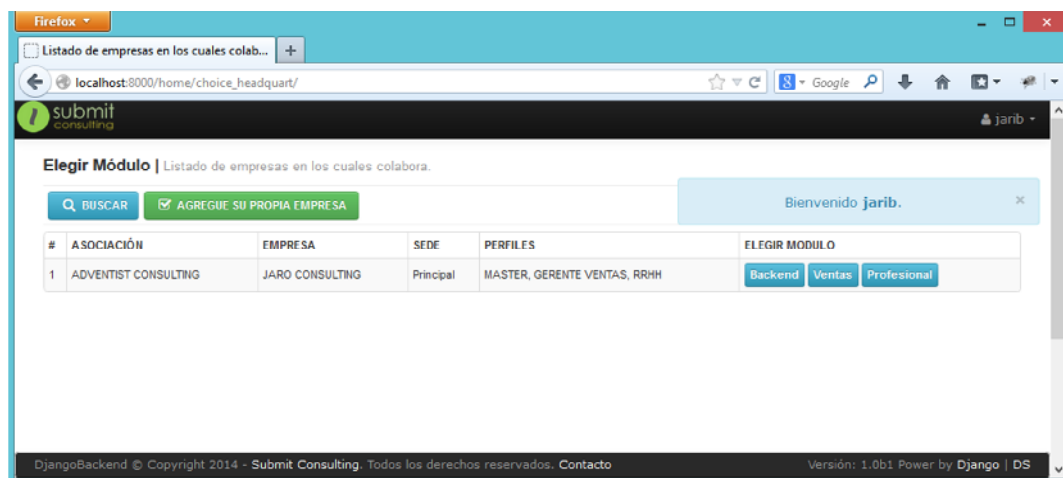 Firefox
Listado de empresas en los cuales colab...
localhost:8000/home/choice_headquart/
Google
submit
consulting
jarib
Elegir Módulo | Listado de empresas en los cuales colabora.
BUSCAR AGREGUE SU PROPIA EMPRESA
Bienvenido jarib. ×
# ASOCIACIÓN EMPRESA SEDE PERFILES ELEGIR MODULO
1 ADVENTIST CONSULTING JARO CONSULTING Principal MASTER, GERENTE VENTAS, RRHH Backend Ventas Profesional
DjangoBackend © Copyright 2014 - Submit Consulting. Todos los derechos reservados. Contacto Versión: 1.0b1 Power by Django | DS